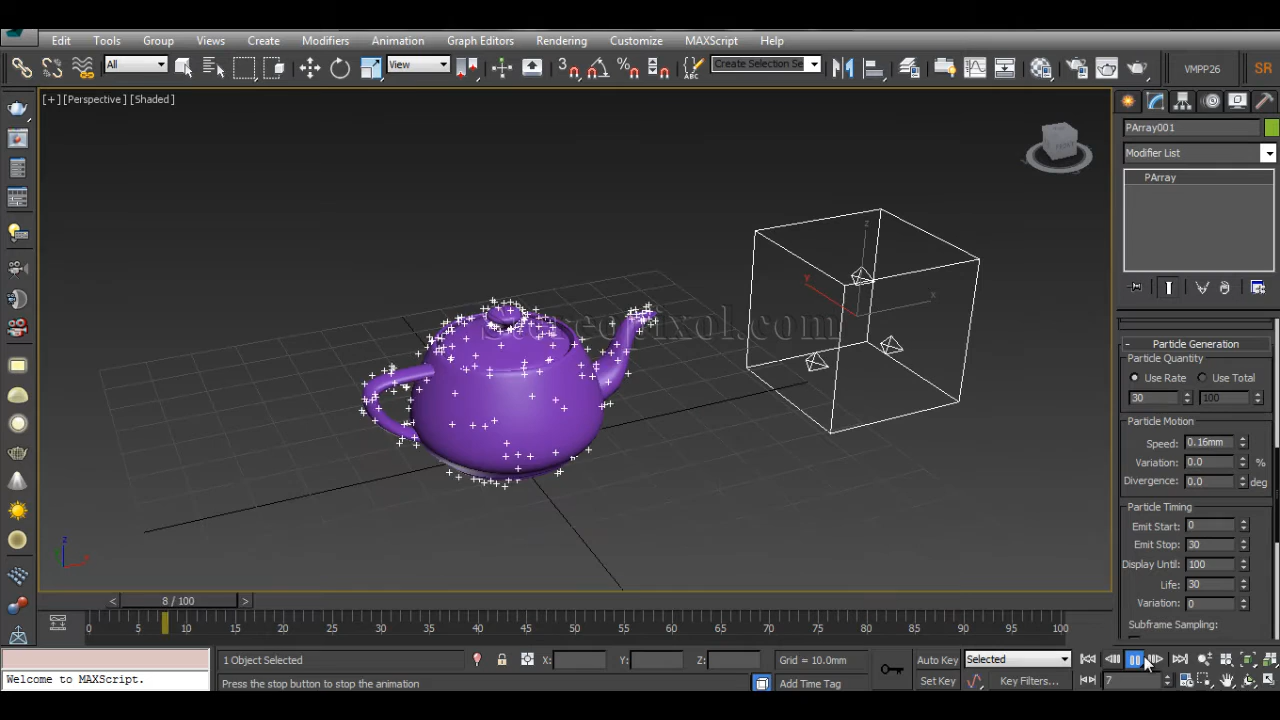 Edit Tools Group Views Create Modifiers Animation Graph Editors Rendering Customize MAXScript Help
All View Create Selection Se VMPP26 SR
[+] [Perspective] [Shaded]
PArray001
Modifier List
PArray
Stereopixol.com
z
x
y
Particle Generation
Particle Quantity
Use Rate Use Total
30 100
Particle Motion
Speed: 0.16mm
Variation: 0.0 %
Divergence: 0.0 deg
Particle Timing
Emit Start: 0
Emit Stop: 30
Display Until: 100
Life: 30
Variation: 0
Subframe Sampling:
z
x
< 8 / 100 >
0 5 10 15 20 25 30 35 40 45 50 55 60 65 70 75 80 85 90 95 100
1 Object Selected X: Y: Z: Grid = 10.0mm Auto Key Selected
Welcome to MAXScript. Press the stop button to stop the animation Add Time Tag Set Key Key Filters... 7